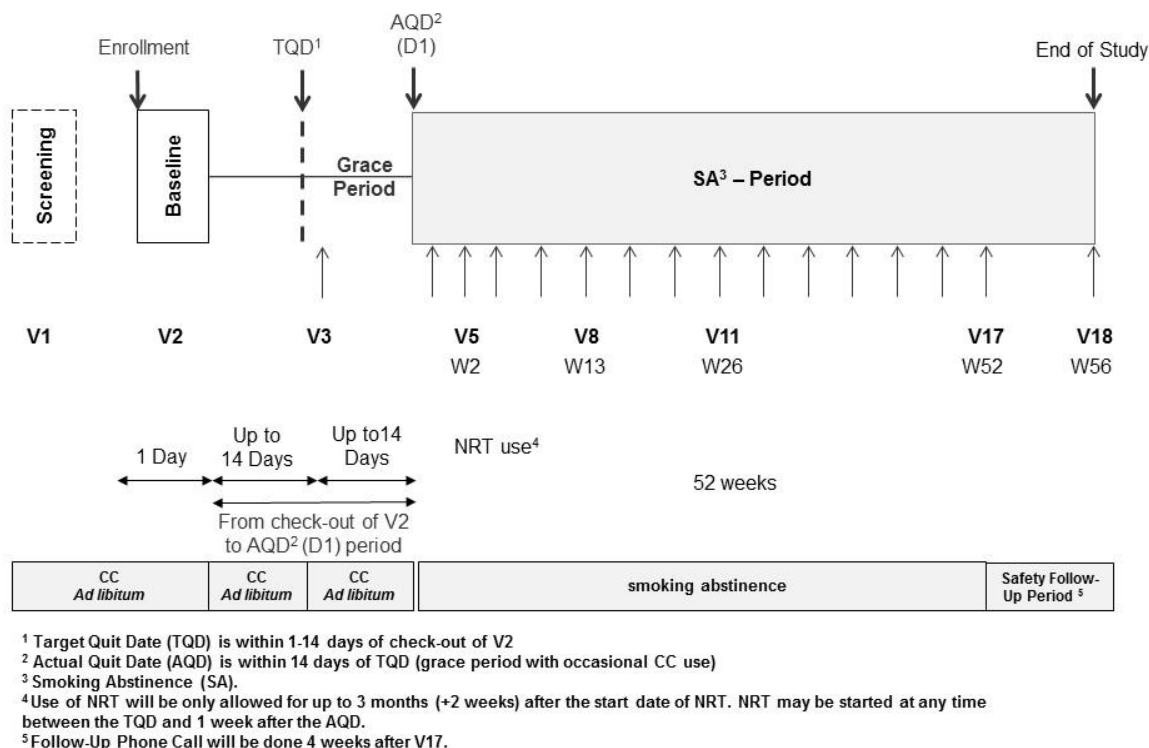 Enrollment
TQD¹
AQD²
(D1)
End of Study
Screening
Baseline
Grace
Period
SA³ – Period
V1
V2
V3
V5
W2
V8
W13
V11
W26
V17
W52
V18
W56
1 Day
Up to
14 Days
Up to14
Days
NRT use⁴
52 weeks
From check-out of V2
to AQD² (D1) period
CC
Ad libitum
CC
Ad libitum
CC
Ad libitum
smoking abstinence
Safety Follow-
Up Period ⁵
¹ Target Quit Date (TQD) is within 1-14 days of check-out of V2
² Actual Quit Date (AQD) is within 14 days of TQD (grace period with occasional CC use)
³ Smoking Abstinence (SA).
⁴ Use of NRT will be only allowed for up to 3 months (+2 weeks) after the start date of NRT. NRT may be started at any time
between the TQD and 1 week after the AQD.
⁵ Follow-Up Phone Call will be done 4 weeks after V17.